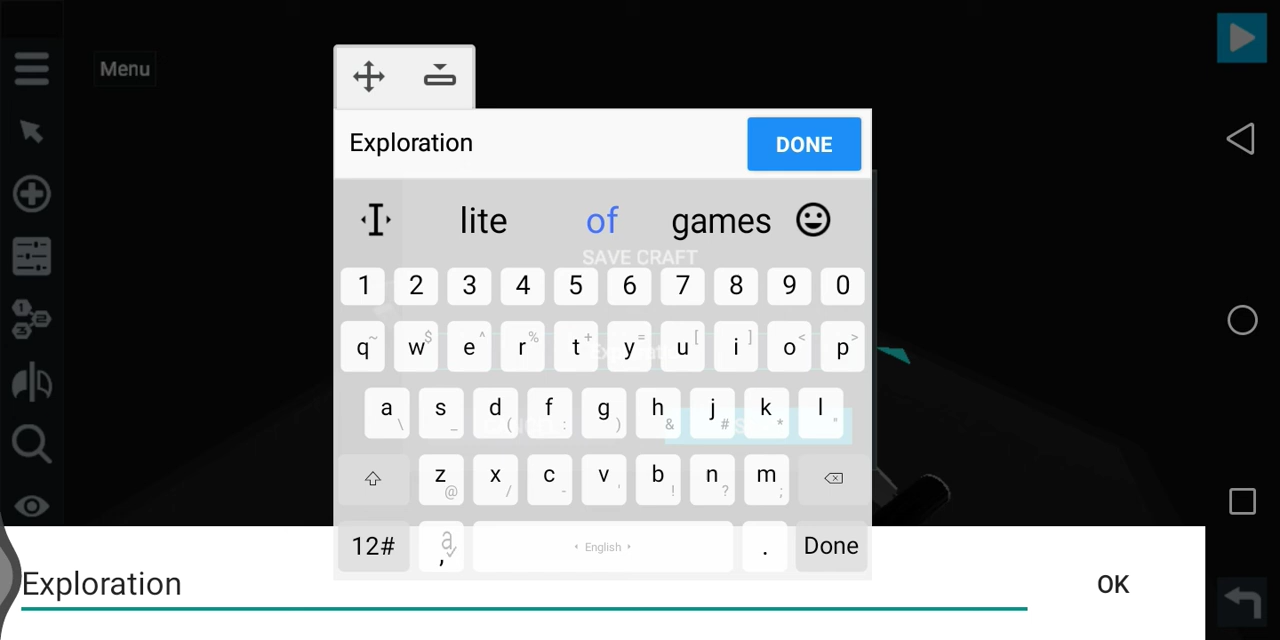 Menu
Exploration
DONE
lite of games
SAVE CRAFT
1 2 3 4 5 6 7 8 9 0
q~ w$ e^ r% t+ y= u[ i] o< p>
a\ s_ d( f: g) h& j# k* l"
z@ x/ c- v' b! n? m;
12# , a English . Done
Exploration
OK